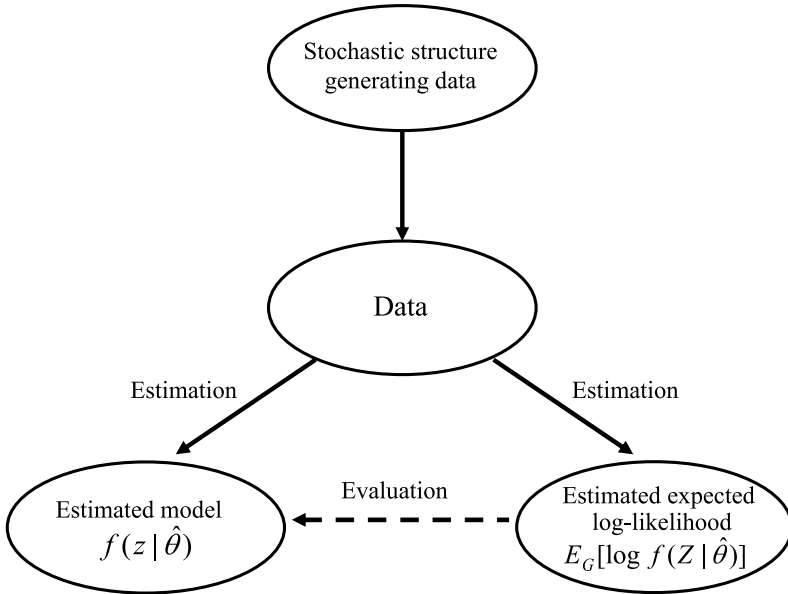 Stochastic structure
generating data
Data
Estimation
Estimation
Evaluation
Estimated model
f(z | θ̂)
Estimated expected
log-likelihood
E_G[log f(Z | θ̂)]